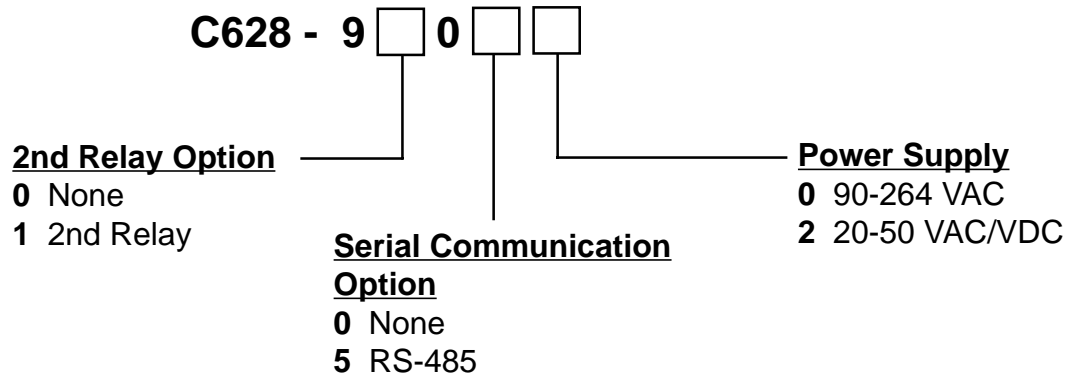 C628 - 9 0
2nd Relay Option
0 None
1 2nd Relay
Serial Communication
Option
0 None
5 RS-485
Power Supply
0 90-264 VAC
2 20-50 VAC/VDC